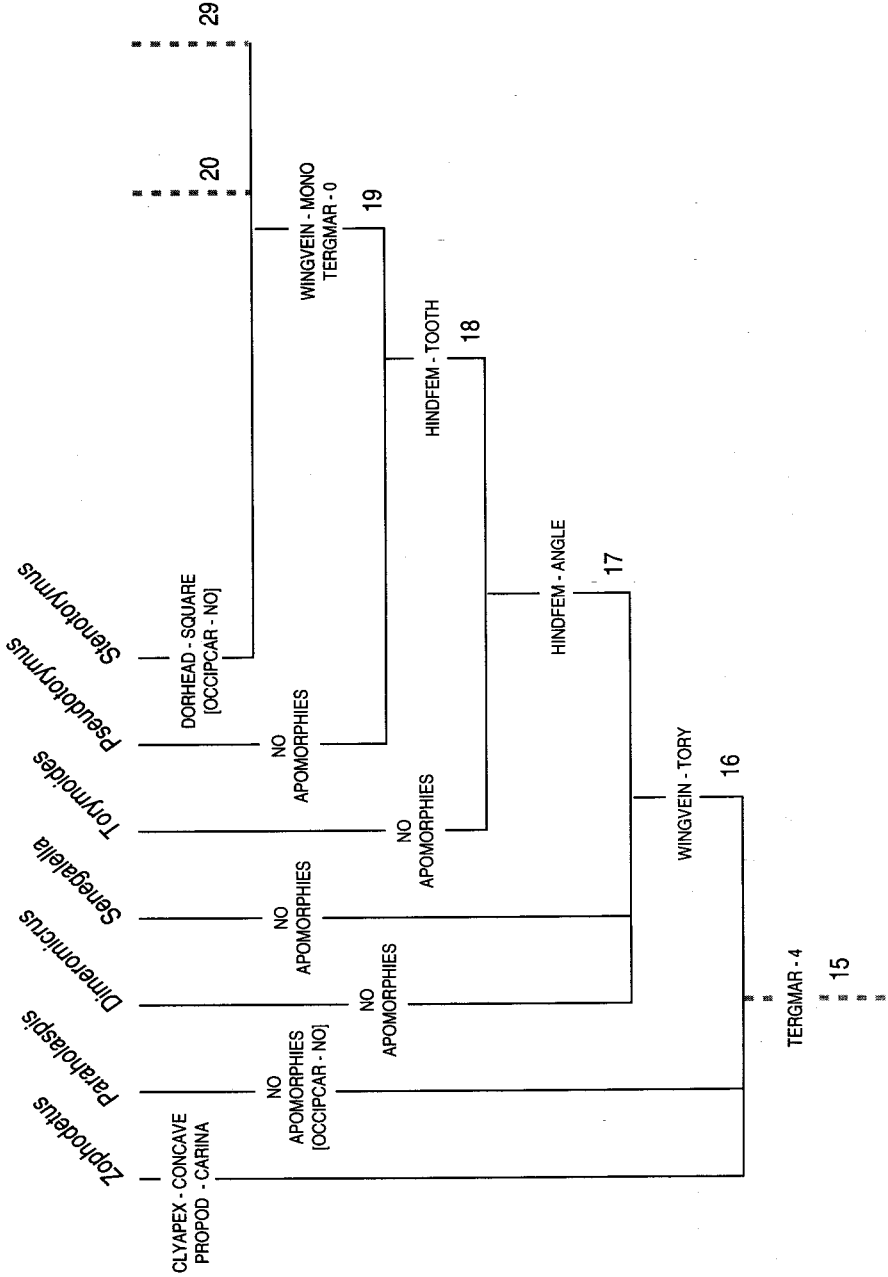 Zophodetus
Paraholaspis
Dimeromicrus
Senegalella
Torymoides
Pseudotorymus
Stenotorymus
20
29
CLYAPEX - CONCAVE
PROPOD - CARINA
NO
APOMORPHIES
[OCCIPCAR - NO]
NO
APOMORPHIES
NO
APOMORPHIES
NO
APOMORPHIES
NO
APOMORPHIES
DORHEAD - SQUARE
[OCCIPCAR - NO]
WINGVEIN - MONO
TERGMAR - 0
19
HINDFEM - TOOTH
18
HINDFEM - ANGLE
17
WINGVEIN - TORY
16
TERGMAR - 4
15